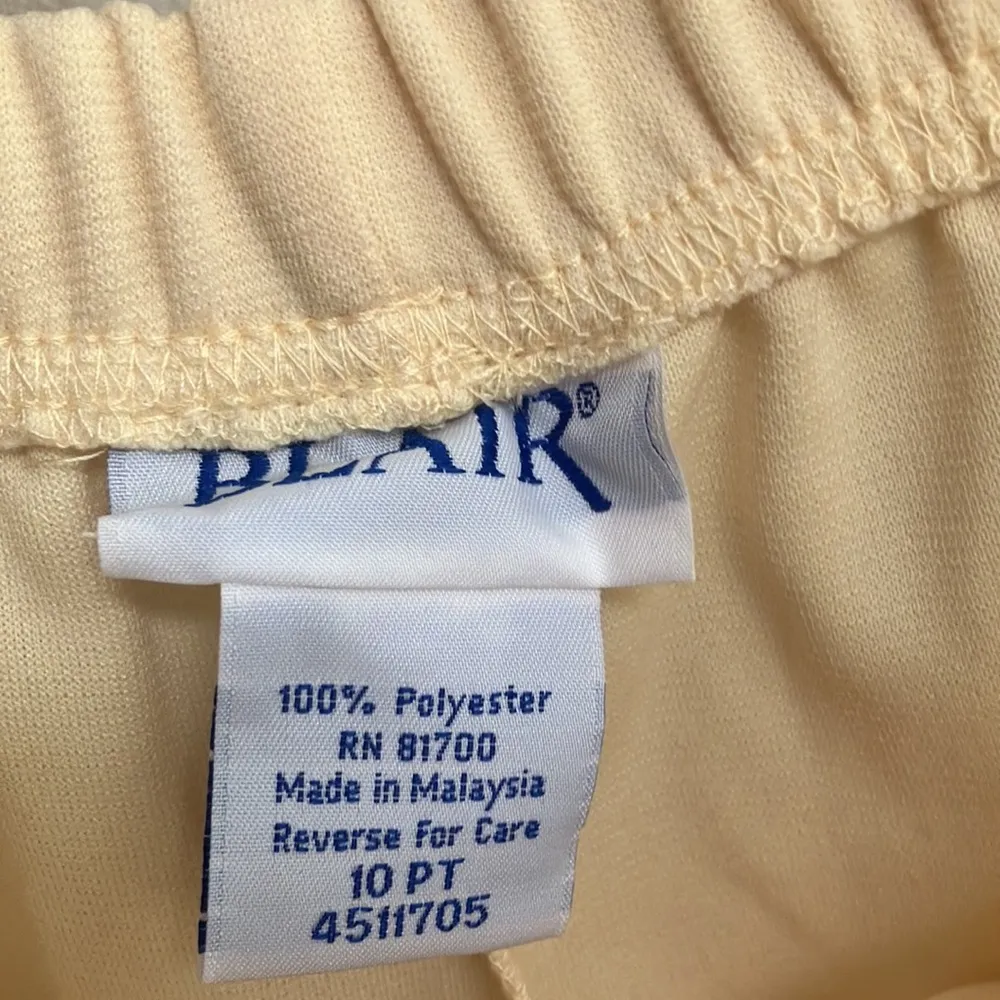 BLAIR®
100% Polyester
RN 81700
Made in Malaysia
Reverse For Care
10 PT
4511705